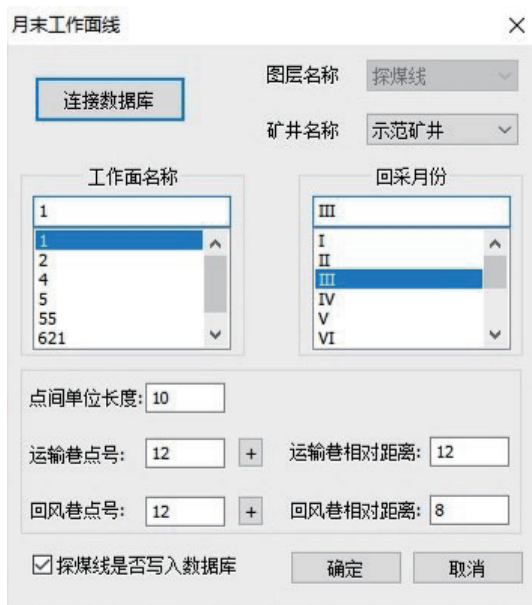 月末工作面线
连接数据库
图层名称 探煤线
矿井名称 示范矿井
工作面名称
1
1
2
4
5
55
621
回采月份
III
I
II
III
IV
V
VI
点间单位长度: 10
运输巷点号: 12 + 运输巷相对距离: 12
回风巷点号: 12 + 回风巷相对距离: 8
探煤线是否写入数据库 确定 取消